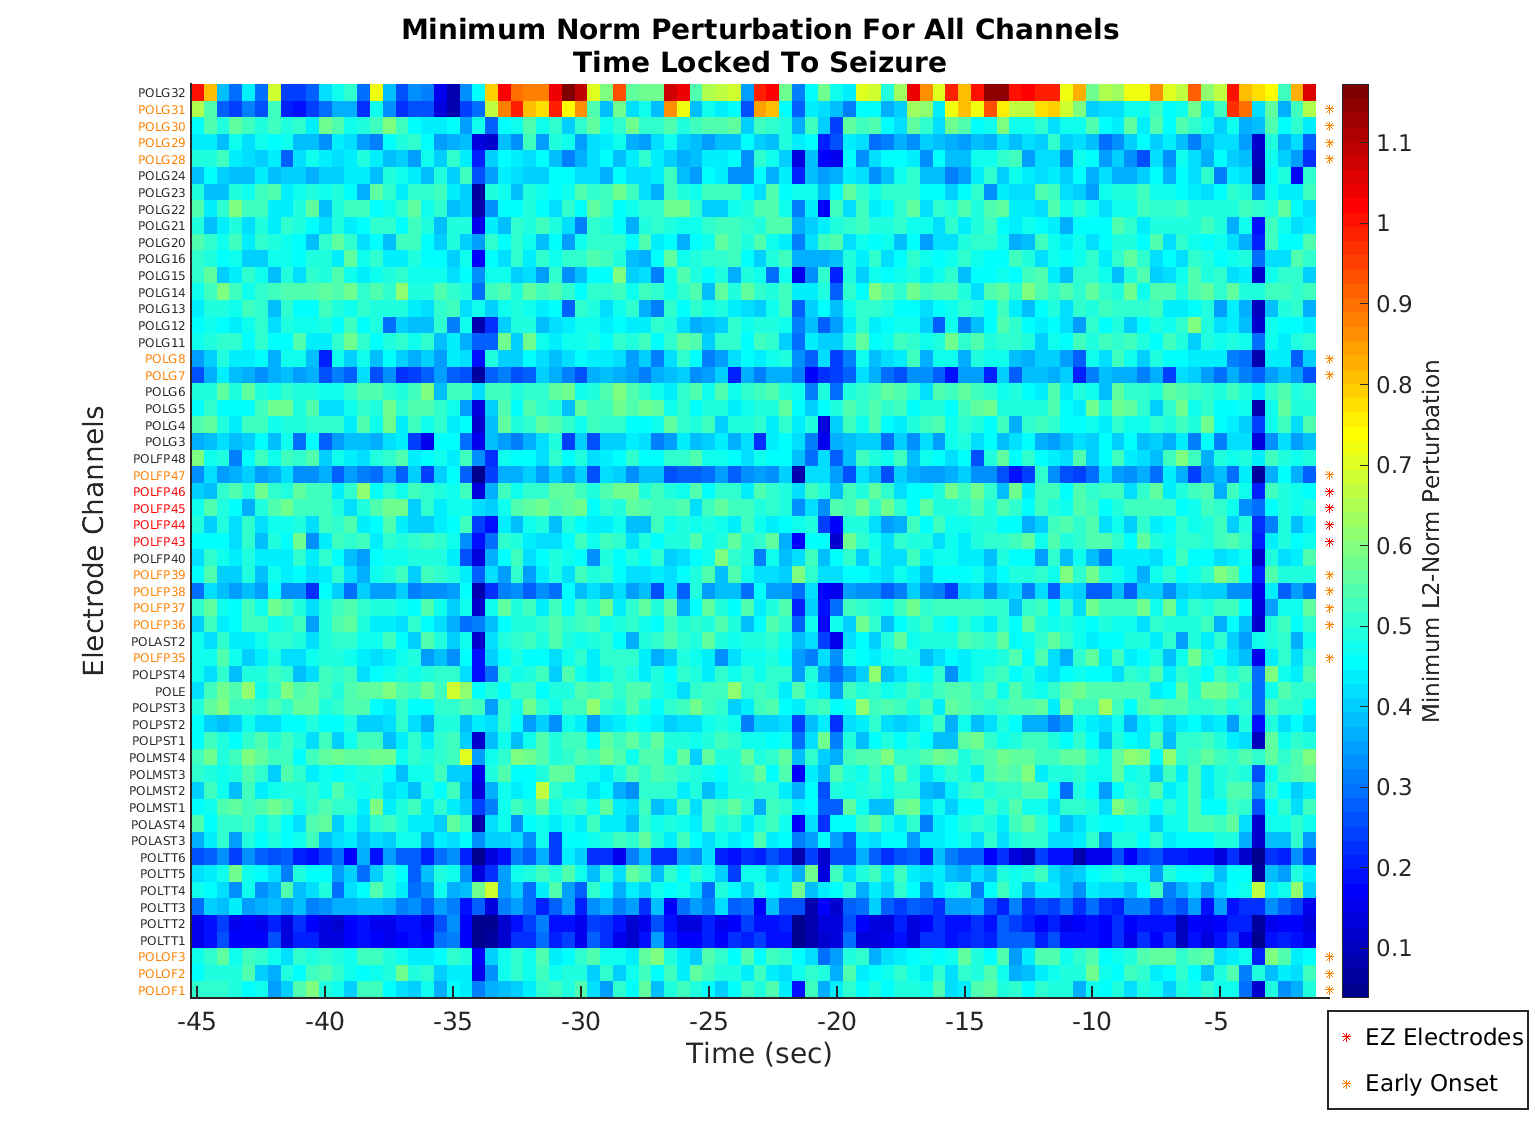 Minimum Norm Perturbation For All Channels
Time Locked To Seizure
Electrode Channels
POLG32
POLG31
POLG30
POLG29
POLG28
POLG24
POLG23
POLG22
POLG21
POLG20
POLG16
POLG15
POLG14
POLG13
POLG12
POLG11
POLG8
POLG7
POLG6
POLG5
POLG4
POLG3
POLFP48
POLFP47
POLFP46
POLFP45
POLFP44
POLFP43
POLFP40
POLFP39
POLFP38
POLFP37
POLFP36
POLAST2
POLFP35
POLPST4
POLE
POLPST3
POLPST2
POLPST1
POLMST4
POLMST3
POLMST2
POLMST1
POLAST4
POLAST3
POLTT6
POLTT5
POLTT4
POLTT3
POLTT2
POLTT1
POLOF3
POLOF2
POLOF1
-45 -40 -35 -30 -25 -20 -15 -10 -5
Time (sec)
1.1
1
0.9
0.8
0.7
0.6
0.5
0.4
0.3
0.2
0.1
Minimum L2-Norm Perturbation
EZ Electrodes
Early Onset